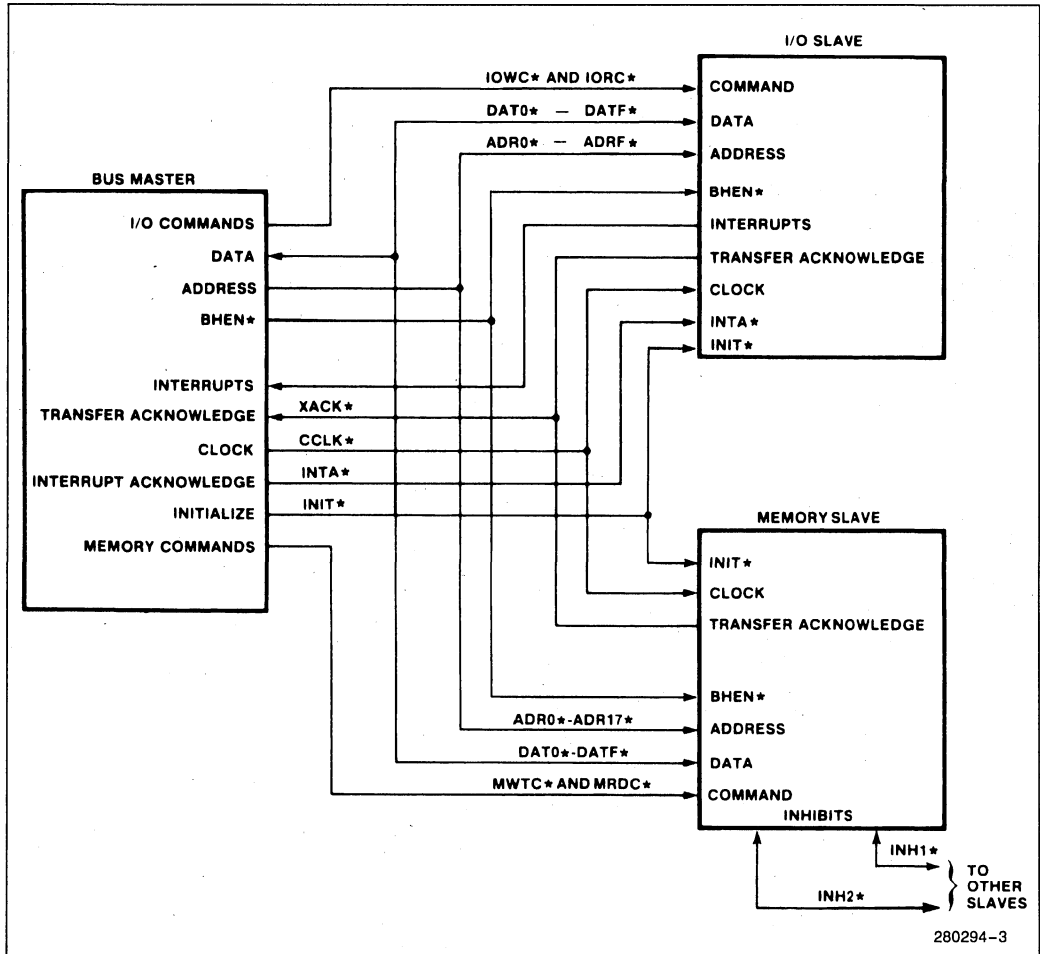 I/O SLAVE
IOWC* AND IORC*
COMMAND
DAT0* — DATF*
DATA
ADR0* — ADRF*
ADDRESS
BUS MASTER
BHEN*
I/O COMMANDS
INTERRUPTS
DATA
TRANSFER ACKNOWLEDGE
ADDRESS
CLOCK
BHEN*
INTA*
INIT*
INTERRUPTS
XACK*
TRANSFER ACKNOWLEDGE
CCLK*
CLOCK
INTA*
INTERRUPT ACKNOWLEDGE
INIT*
INITIALIZE
MEMORY SLAVE
MEMORY COMMANDS
INIT*
CLOCK
TRANSFER ACKNOWLEDGE
BHEN*
ADR0*-ADR17*
ADDRESS
DAT0*-DATF*
DATA
MWTC* AND MRDC*
COMMAND
INHIBITS
INH1*
TO
OTHER
SLAVES
INH2*
280294-3